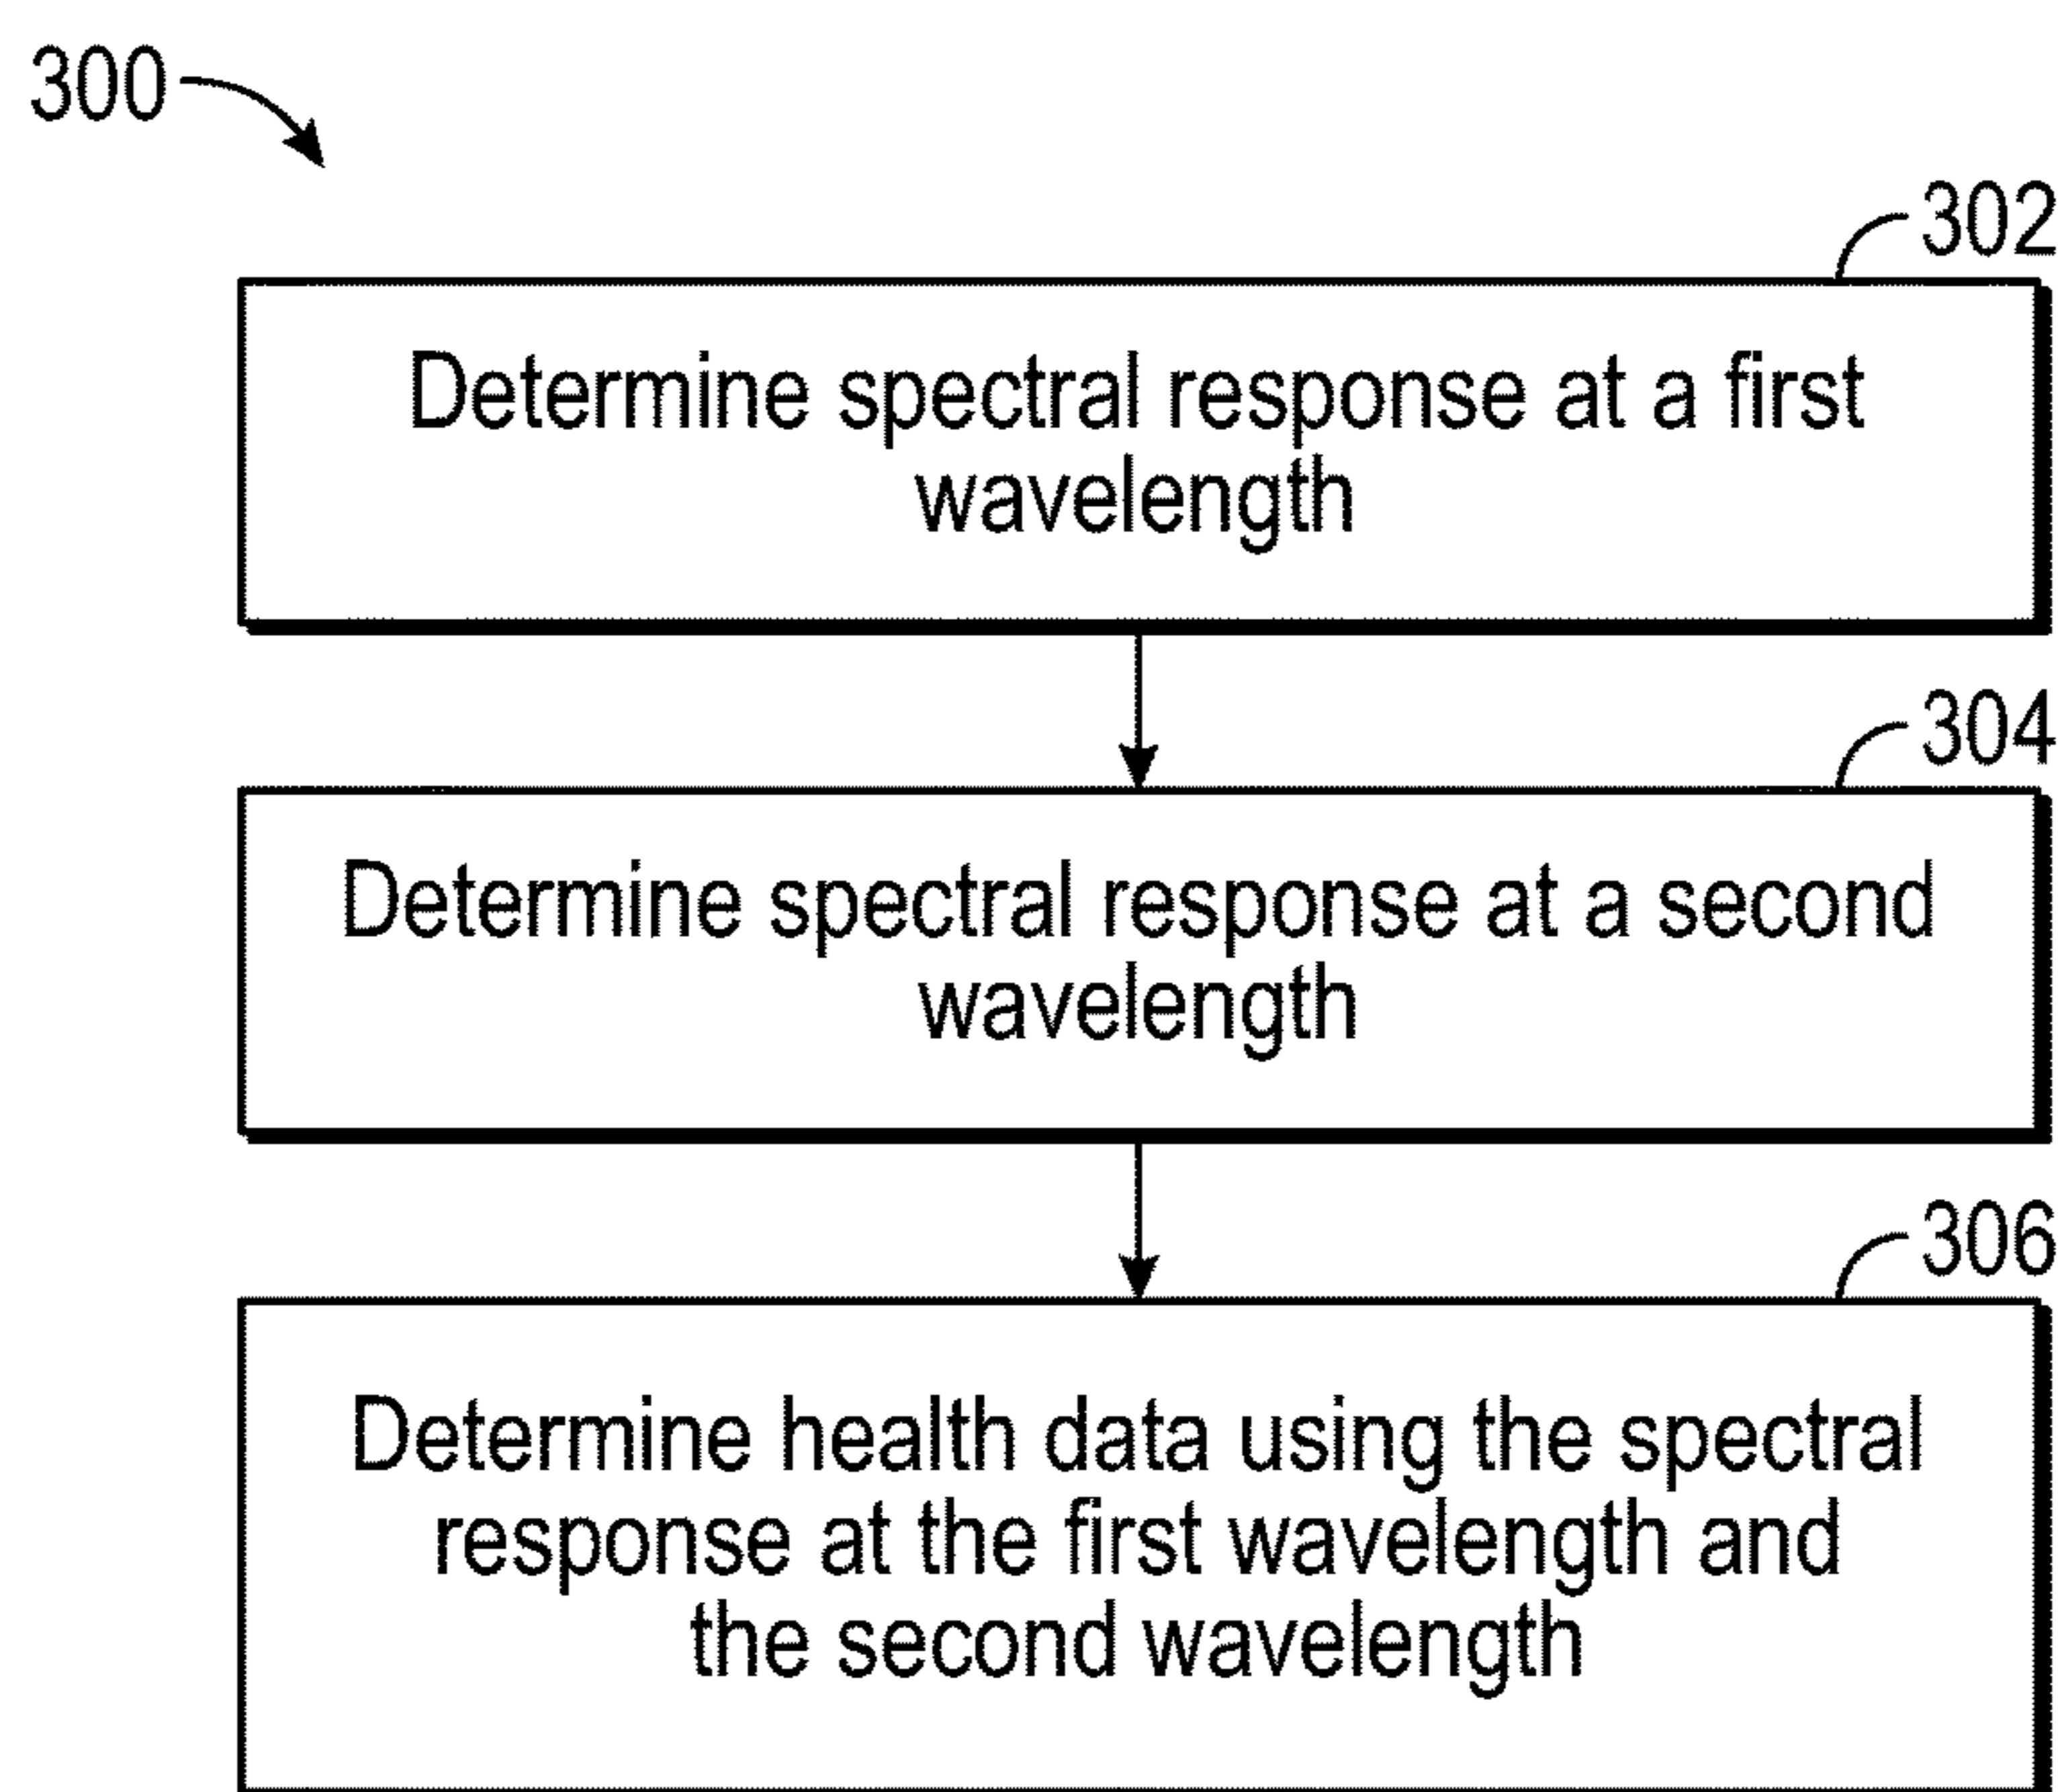 300
302
Determine spectral response at a first
wavelength
304
Determine spectral response at a second
wavelength
306
Determine health data using the spectral
response at the first wavelength and
the second wavelength